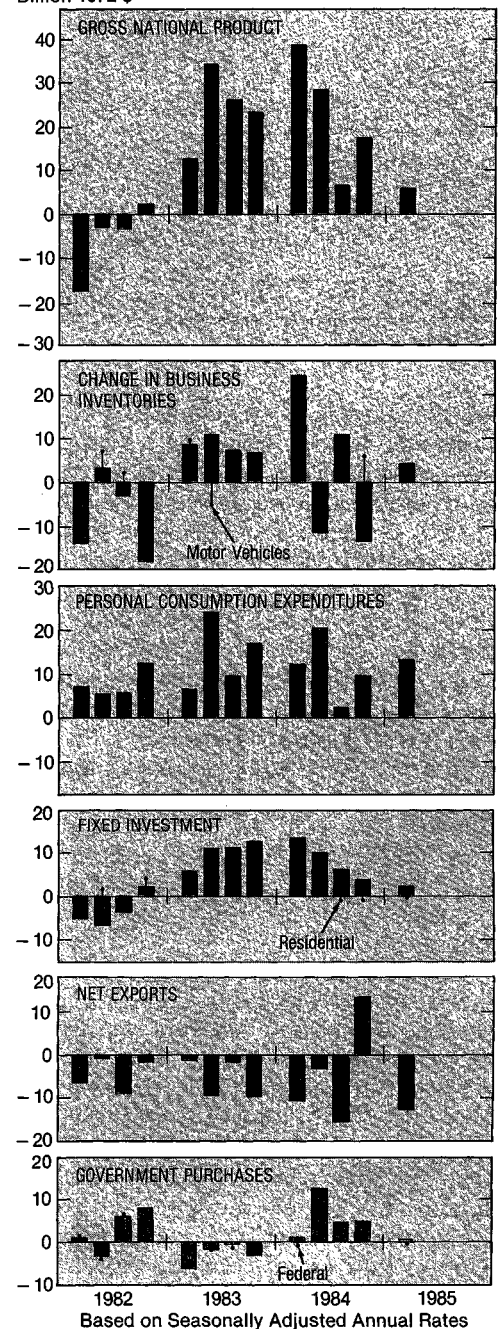 GROSS NATIONAL PRODUCT
40
30
20
10
0
– 10
– 20
– 30
CHANGE IN BUSINESS
INVENTORIES
20
10
0
– 10
– 20
Motor Vehicles
PERSONAL CONSUMPTION EXPENDITURES
30
20
10
0
– 10
FIXED INVESTMENT
20
10
0
– 10
Residential
NET EXPORTS
20
10
0
– 10
– 20
GOVERNMENT PURCHASES
20
10
0
– 10
Federal
1982 1983 1984 1985
Based on Seasonally Adjusted Annual Rates